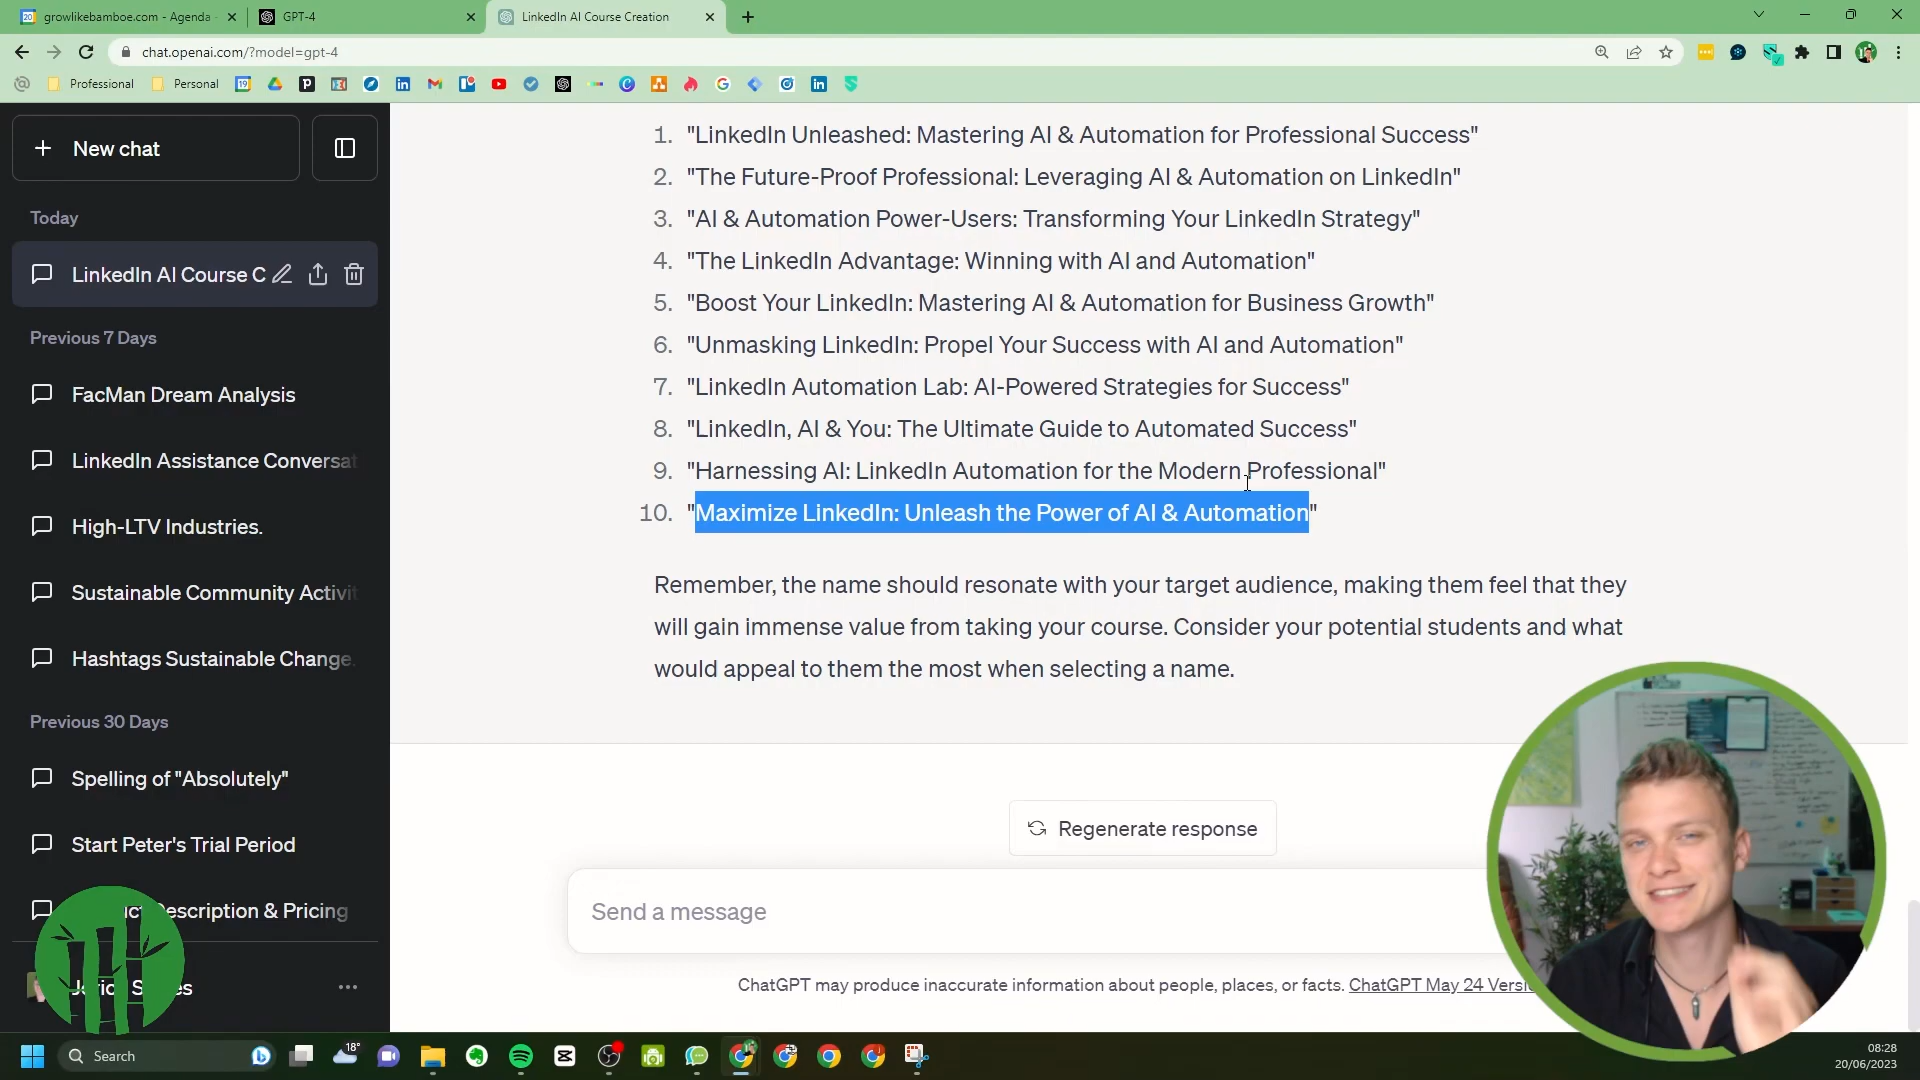 growlikebamboe.com - Agenda
GPT-4
LinkedIn AI Course Creation
chat.openai.com/?model=gpt-4
Professional
Personal
New chat
Today
LinkedIn AI Course C
Previous 7 Days
FacMan Dream Analysis
LinkedIn Assistance Conversat
High-LTV Industries.
Sustainable Community Activit
Hashtags Sustainable Change.
Previous 30 Days
Spelling of "Absolutely"
Start Peter's Trial Period
Description & Pricing
1. "LinkedIn Unleashed: Mastering AI & Automation for Professional Success"
2. "The Future-Proof Professional: Leveraging AI & Automation on LinkedIn"
3. "AI & Automation Power-Users: Transforming Your LinkedIn Strategy"
4. "The LinkedIn Advantage: Winning with AI and Automation"
5. "Boost Your LinkedIn: Mastering AI & Automation for Business Growth"
6. "Unmasking LinkedIn: Propel Your Success with AI and Automation"
7. "LinkedIn Automation Lab: AI-Powered Strategies for Success"
8. "LinkedIn, AI & You: The Ultimate Guide to Automated Success"
9. "Harnessing AI: LinkedIn Automation for the Modern Professional"
10. "Maximize LinkedIn: Unleash the Power of AI & Automation"
Remember, the name should resonate with your target audience, making them feel that they
will gain immense value from taking your course. Consider your potential students and what
would appeal to them the most when selecting a name.
Regenerate response
Send a message
ChatGPT may produce inaccurate information about people, places, or facts. ChatGPT May 24 Versi
Search
18°
08:28
20/06/2023